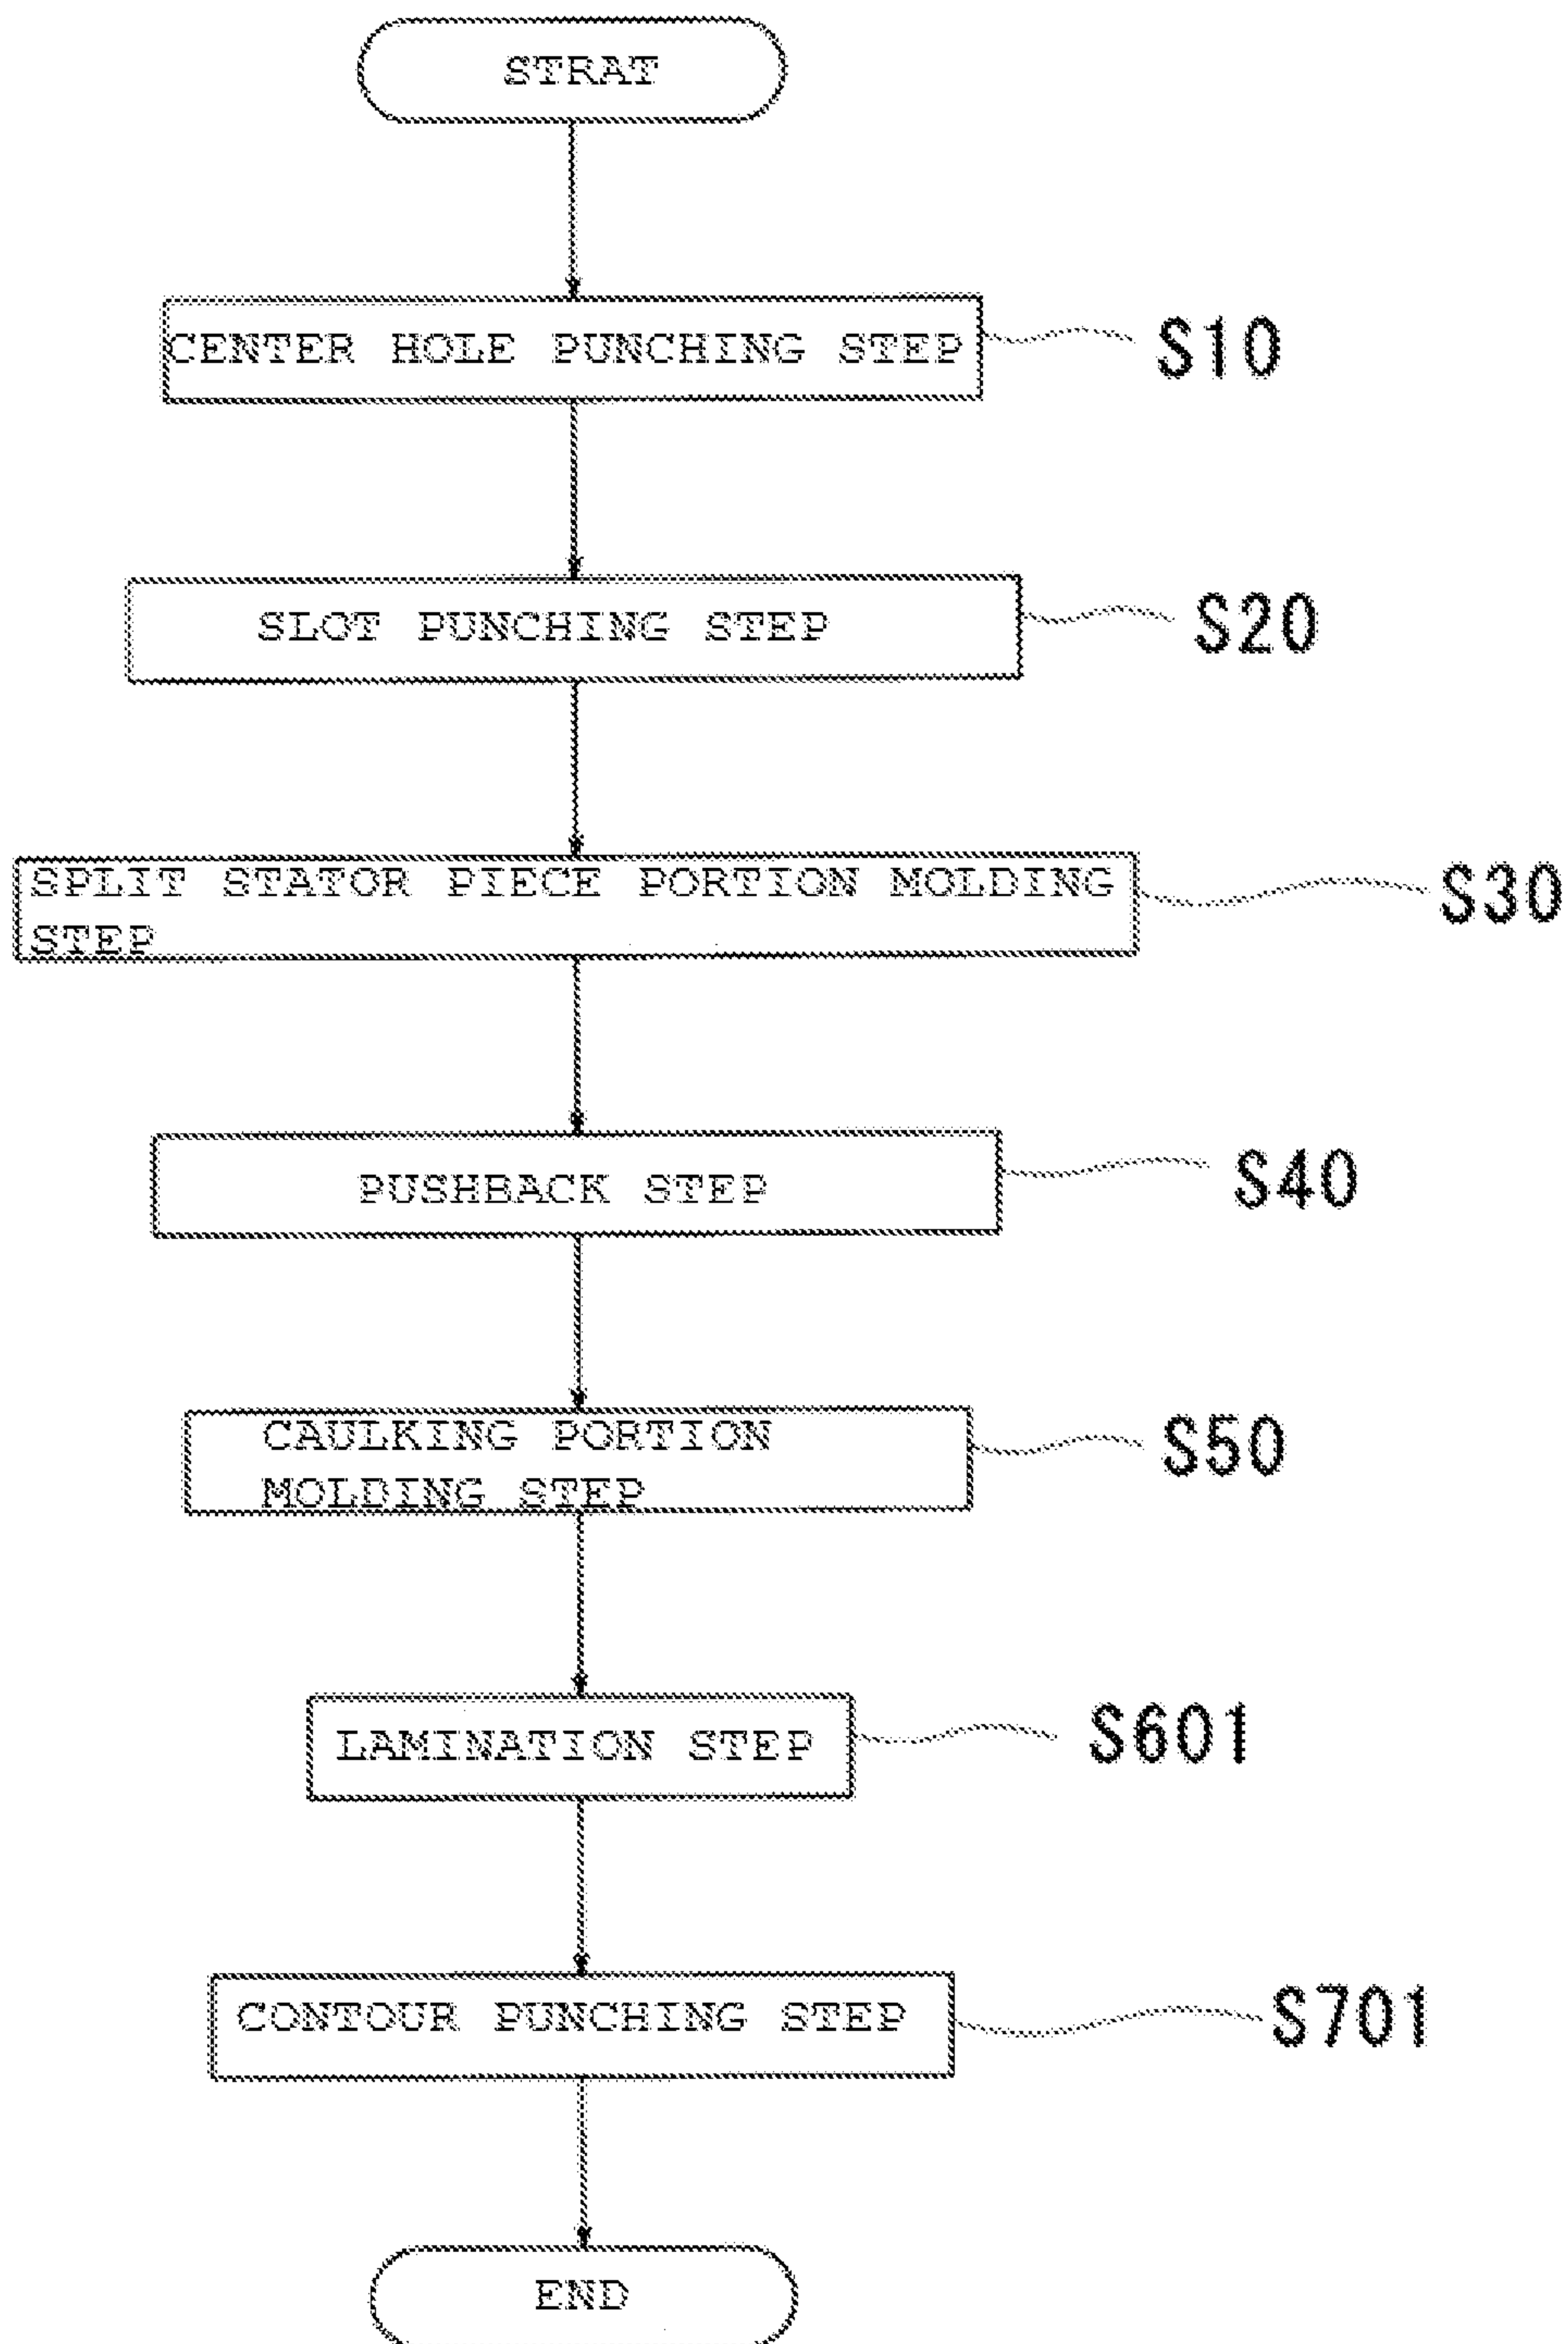 STRAT
CENTER HOLE PUNCHING STEP
S10
SLOT PUNCHING STEP
S20
SPLIT STATOR PIECE PORTION MOLDING
STEP
S30
PUSHBACK STEP
S40
CAULKING PORTION
MOLDING STEP
S50
LAMINATION STEP
S601
CONTOUR PUNCHING STEP
S701
END